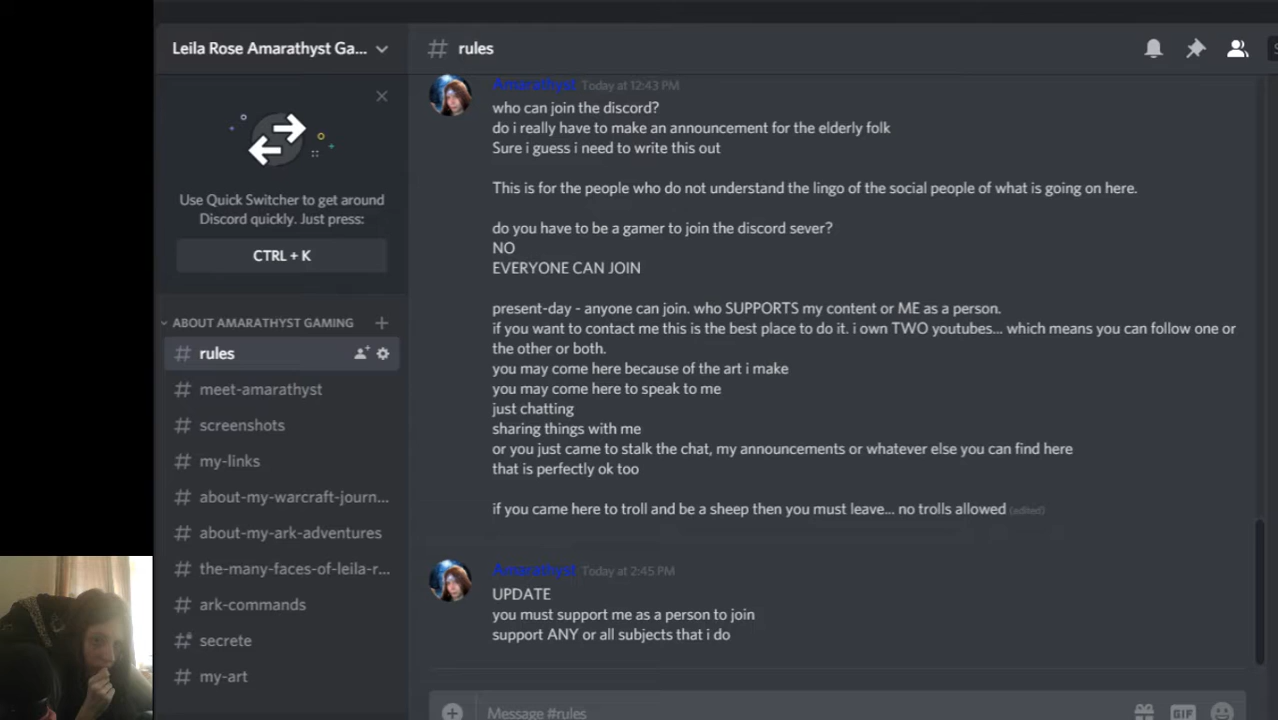 Leila Rose Amarathyst Ga...
# rules
Use Quick Switcher to get around
Discord quickly. Just press:
CTRL + K
ABOUT AMARATHYST GAMING
# rules
# meet-amarathyst
# screenshots
# my-links
# about-my-warcraft-journ...
# about-my-ark-adventures
# the-many-faces-of-leila-r...
# ark-commands
# secrete
# my-art
Amarathyst Today at 12:43 PM
who can join the discord?
do i really have to make an announcement for the elderly folk
Sure i guess i need to write this out
This is for the people who do not understand the lingo of the social people of what is going on here.
do you have to be a gamer to join the discord sever?
NO
EVERYONE CAN JOIN
present-day - anyone can join. who SUPPORTS my content or ME as a person.
if you want to contact me this is the best place to do it. i own TWO youtubes... which means you can follow one or
the other or both.
you may come here because of the art i make
you may come here to speak to me
just chatting
sharing things with me
or you just came to stalk the chat, my announcements or whatever else you can find here
that is perfectly ok too
if you came here to troll and be a sheep then you must leave... no trolls allowed (edited)
Amarathyst Today at 2:45 PM
UPDATE
you must support me as a person to join
support ANY or all subjects that i do
Message #rules
GIF